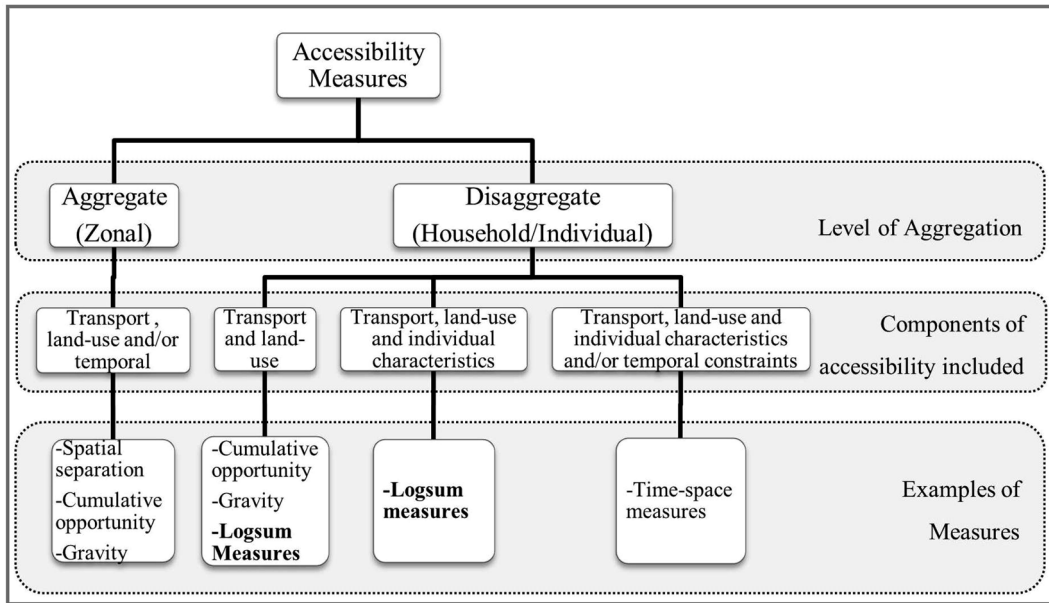 Accessibility
Measures
Aggregate
(Zonal)
Disaggregate
(Household/Individual)
Level of Aggregation
Transport ,
land-use and/or
temporal
Transport
and land-
use
Transport, land-use
and individual
characteristics
Transport, land-use and
individual characteristics
and/or temporal constraints
Components of
accessibility included
-Spatial
separation
-Cumulative
opportunity
-Gravity
-Cumulative
opportunity
-Gravity
-Logsum
Measures
-Logsum
measures
-Time-space
measures
Examples of
Measures